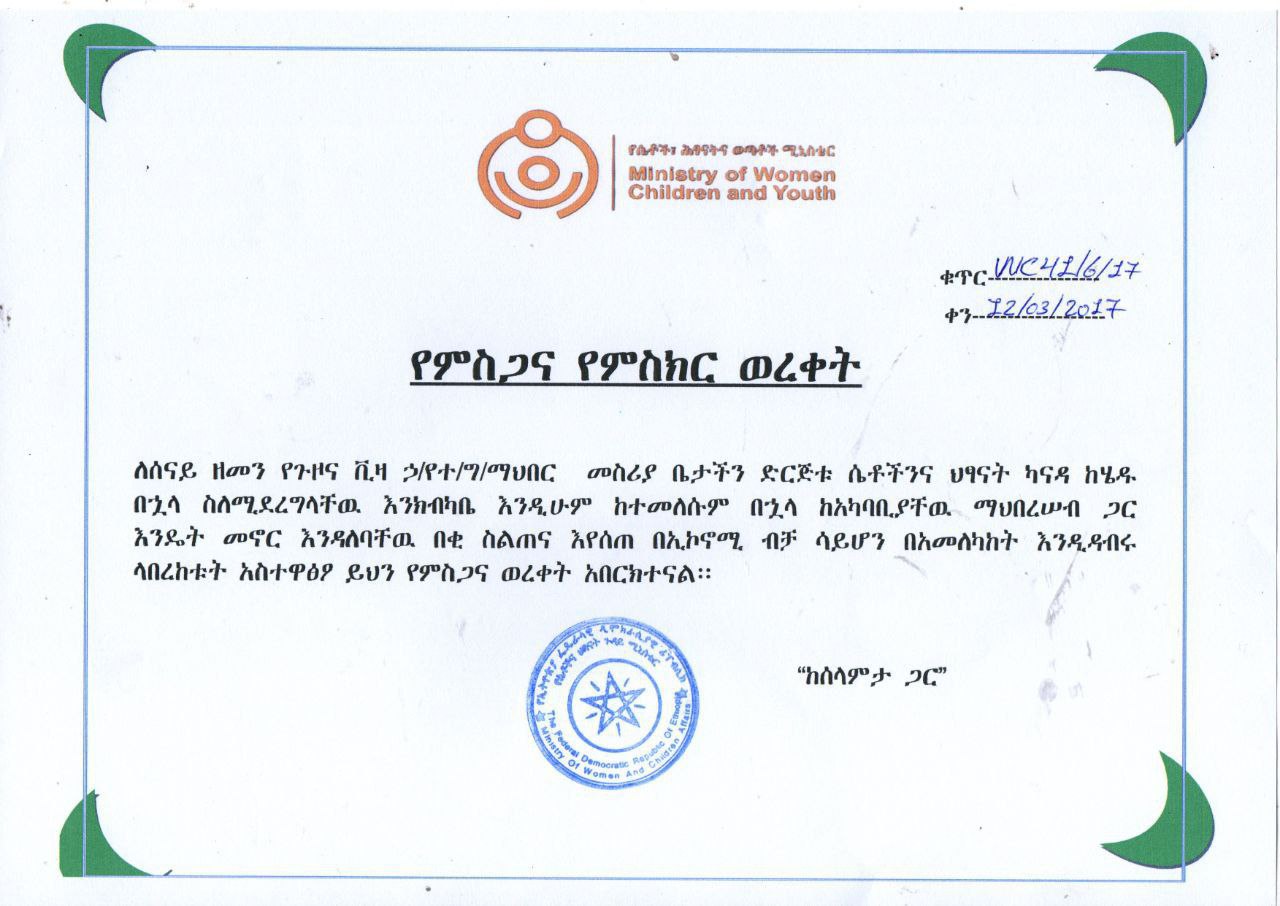 የሴቶች፣ ሕፃናትና ወጣቶች ሚኒስቴር
Ministry of Women
Children and Youth
ቁጥር WC41/6/17
ቀን 12/03/2017
የምስጋና የምስክር ወረቀት
ለሰናይ ዘመን የጉዞና ቪዛ ኃ/የተ/ግ/ማህበር መስሪያ ቤታችን ድርጅቱ ሴቶችንና ህፃናት ካናዳ ከሄዱ
በኂላ ስለሚደረግላቸዉ እንክብካቤ እንዲሁም ከተመለሱም በኂላ ከአካባቢያቸዉ ማህበረሠብ ጋር
እንዴት መኖር እንዳለባቸዉ በቂ ስልጠና እየሰጠ በኢኮኖሚ ብቻ ሳይሆን በአመለካከት እንዲዳብሩ
ላበረከቱት አስተዋፅዖ ይህን የምስጋና ወረቀት አበርክተናል፡፡
የኢትዮጵያ ፌዴራላዊ ዲሞክራሲያዊ ሪፐብሊክ
የሴቶችና ህፃናት ጉዳይ ሚኒስቴር
The Federal Democratic Republic Of Ethiopia
Ministry Of Women And Children Affairs
“ከሰላምታ ጋር”